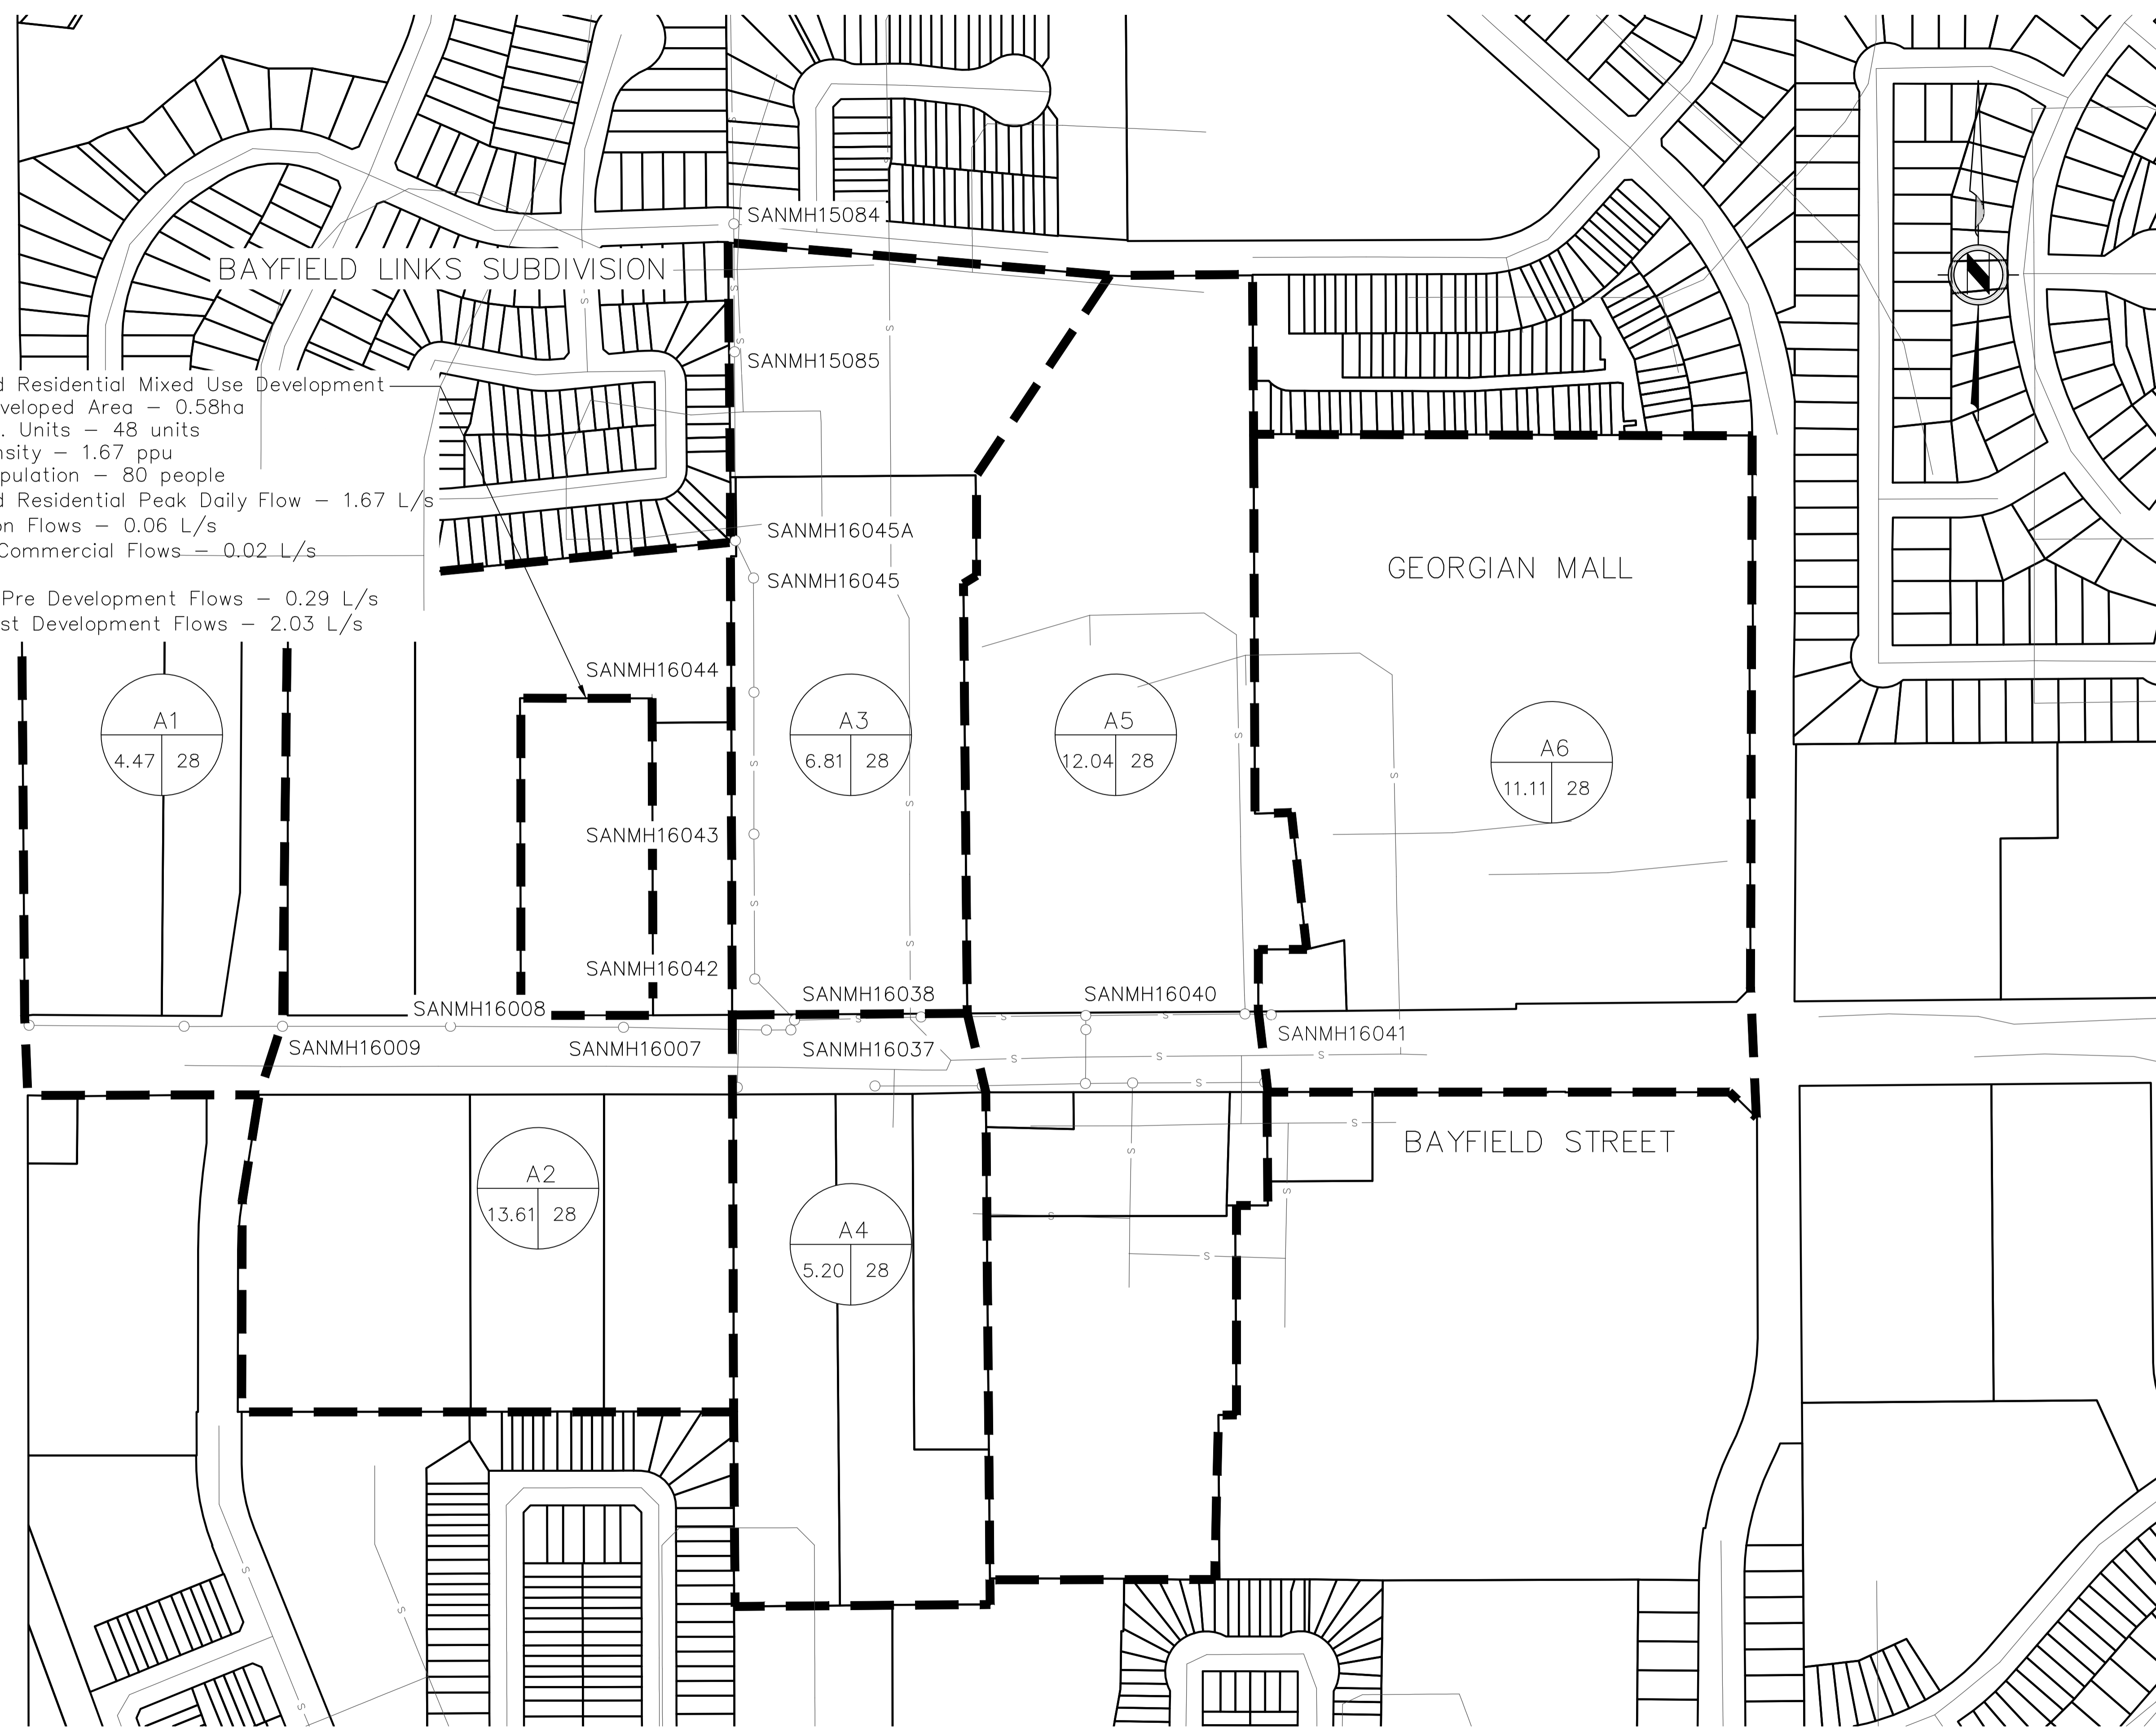 SANMH15084
BAYFIELD LINKS SUBDIVISION
SANMH15085
d Residential Mixed Use Development
veloped Area – 0.58ha
. Units – 48 units
nsity – 1.67 ppu
pulation – 80 people
d Residential Peak Daily Flow – 1.67 L/s
on Flows – 0.06 L/s
Commercial Flows – 0.02 L/s
Pre Development Flows – 0.29 L/s
st Development Flows – 2.03 L/s
SANMH16045A
SANMH16045
GEORGIAN MALL
SANMH16044
A1
4.47 28
A3
6.81 28
A5
12.04 28
A6
11.11 28
SANMH16043
SANMH16042
SANMH16008
SANMH16038
SANMH16040
SANMH16009
SANMH16007
SANMH16037
SANMH16041
BAYFIELD STREET
A2
13.61 28
A4
5.20 28